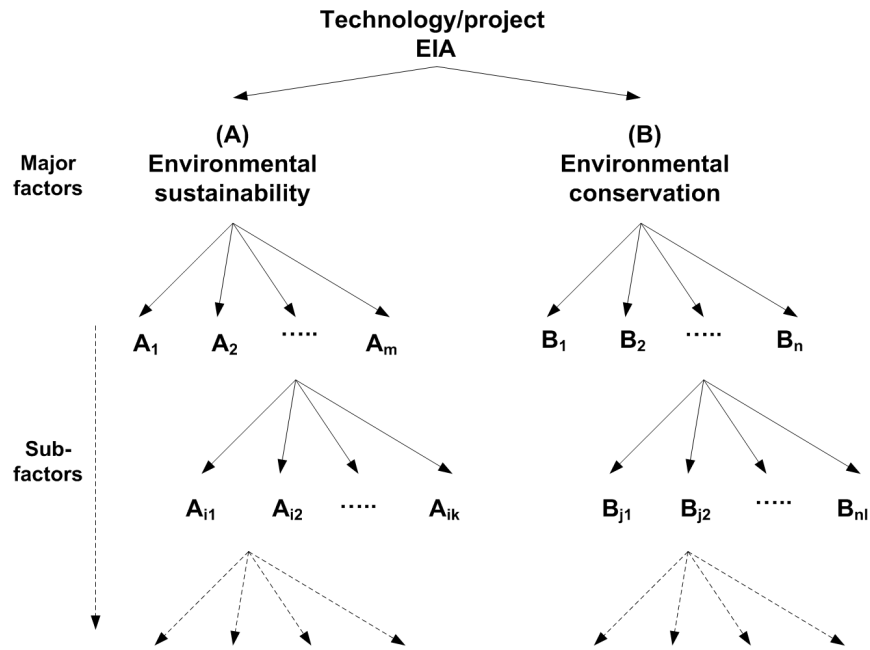 Technology/project
EIA
(A)
Environmental
sustainability
(B)
Environmental
conservation
Major
factors
A1 A2 ..... Am
B1 B2 ..... Bn
Sub-
factors
Ai1 Ai2 ..... Aik
Bj1 Bj2 ..... Bnl